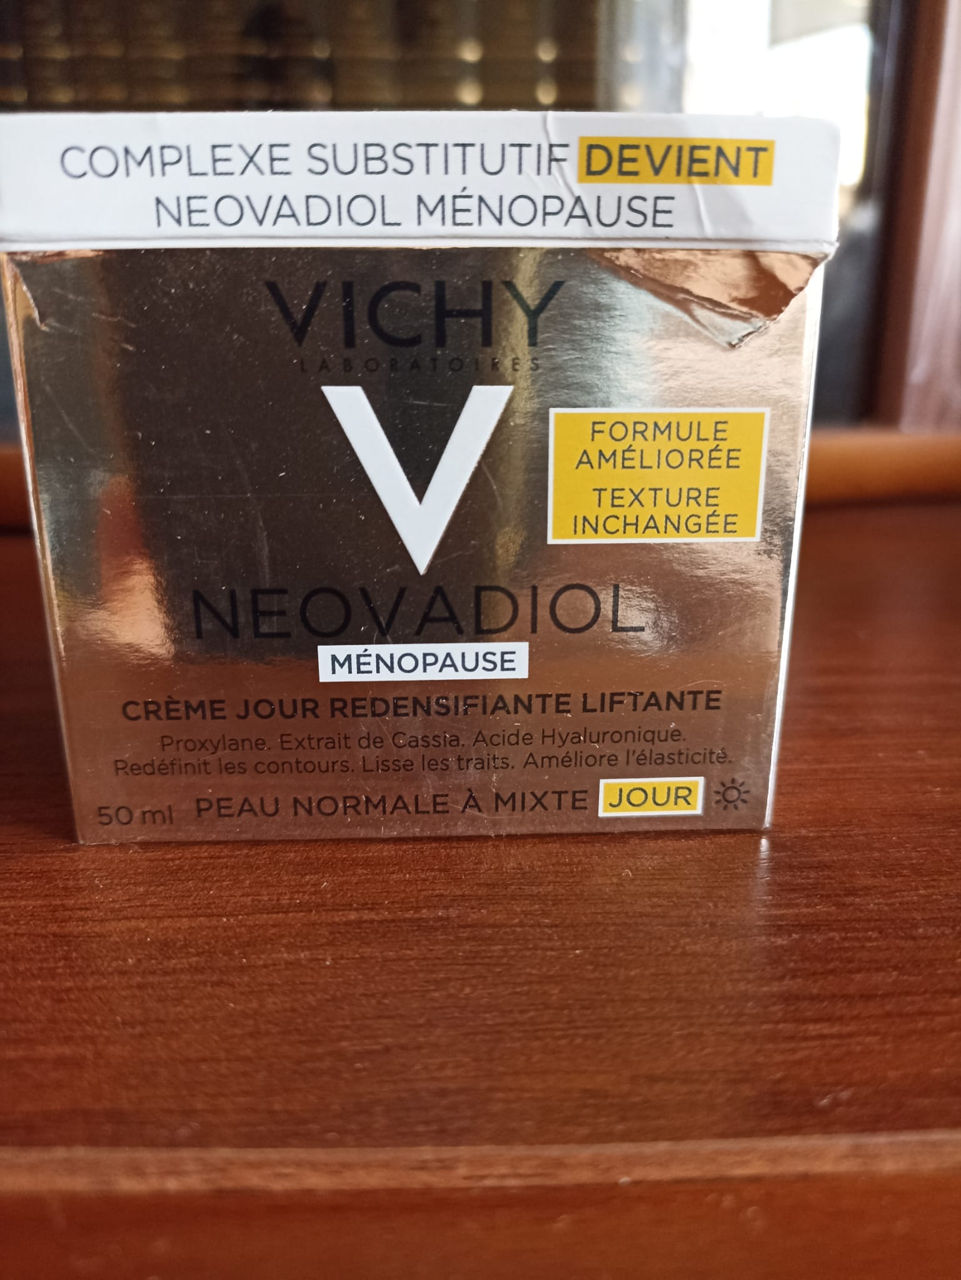 COMPLEXE SUBSTITUTIF DEVIENT
NEOVADIOL MÉNOPAUSE
VICHY
LABORATOIRES
V
FORMULE
AMÉLIORÉE
TEXTURE
INCHANGÉE
NEOVADIOL
MÉNOPAUSE
CRÈME JOUR REDENSIFIANTE LIFTANTE
Proxylane. Extrait de Cassia. Acide Hyaluronique.
Redéfinit les contours. Lisse les traits. Améliore l'élasticité.
50 ml PEAU NORMALE À MIXTE JOUR